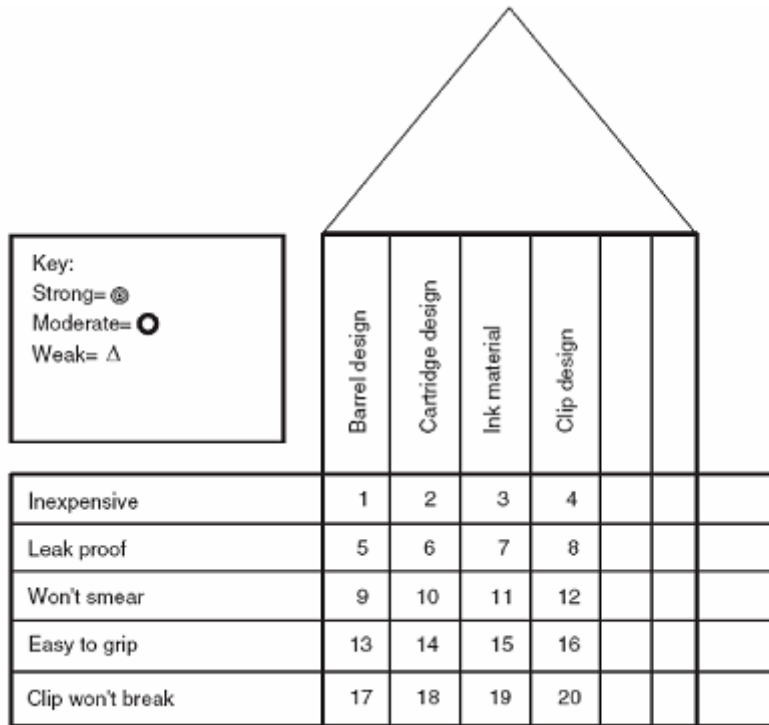 Key:
Strong=
Moderate=
Weak= Δ
Barrel design
Cartridge design
Ink material
Clip design
Inexpensive 1 2 3 4
Leak proof 5 6 7 8
Won't smear 9 10 11 12
Easy to grip 13 14 15 16
Clip won't break 17 18 19 20